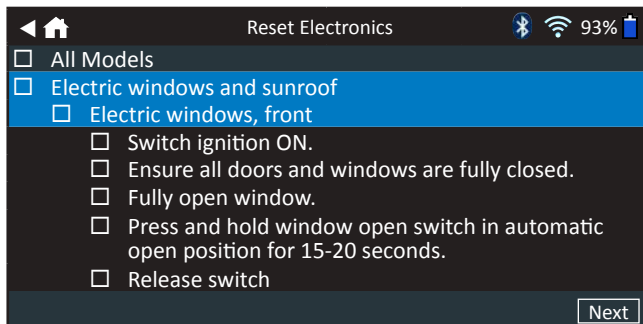 Reset Electronics
93%
All Models
Electric windows and sunroof
Electric windows, front
Switch ignition ON.
Ensure all doors and windows are fully closed.
Fully open window.
Press and hold window open switch in automatic
open position for 15-20 seconds.
Release switch
Next